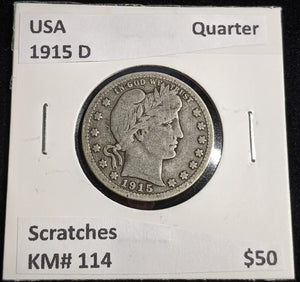 USA Quarter
1915 D
IN GOD WE TRUST
1915
Scratches
KM# 114 $50